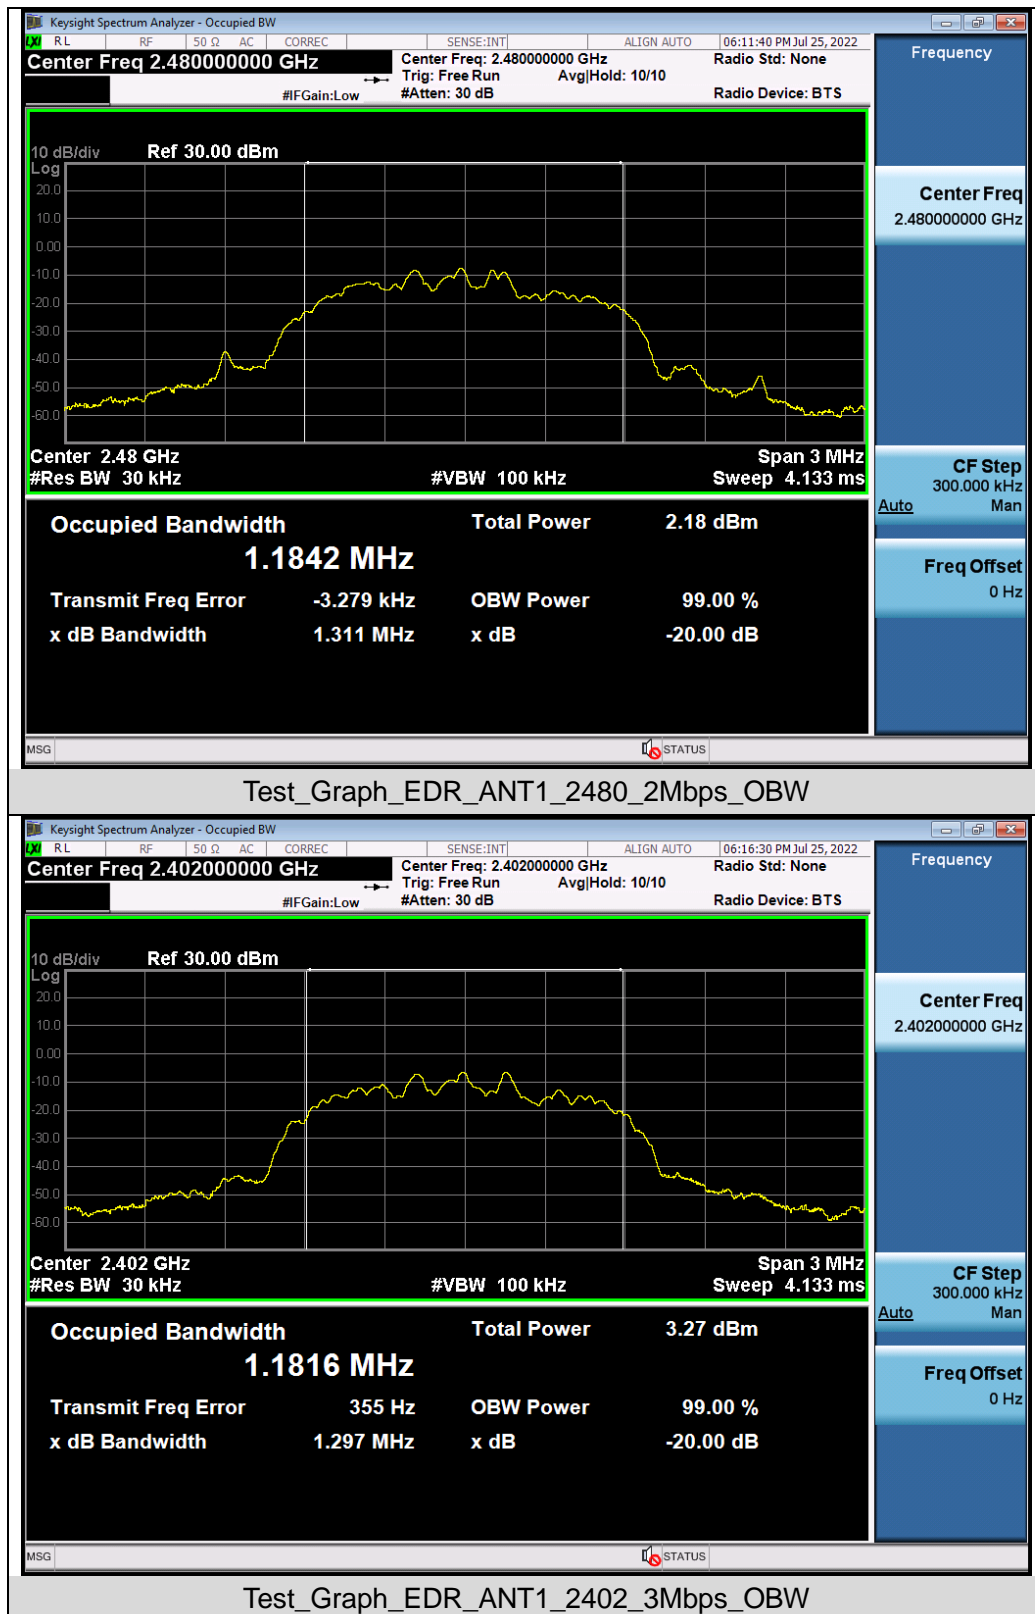 Keysight Spectrum Analyzer - Occupied BW
LXI RL RF 50 Ω AC CORREC SENSE:INT ALIGN AUTO 06:11:40 PM Jul 25, 2022
Center Freq 2.480000000 GHz Center Freq: 2.480000000 GHz Radio Std: None
Trig: Free Run Avg|Hold: 10/10
#IFGain:Low #Atten: 30 dB Radio Device: BTS
Frequency
10 dB/div Ref 30.00 dBm
Log
20.0
10.0
0.00
-10.0
-20.0
-30.0
-40.0
-50.0
-60.0
Center Freq
2.480000000 GHz
Center 2.48 GHz Span 3 MHz
#Res BW 30 kHz #VBW 100 kHz Sweep 4.133 ms
CF Step
300.000 kHz
Auto Man
Occupied Bandwidth Total Power 2.18 dBm
1.1842 MHz
Transmit Freq Error -3.279 kHz OBW Power 99.00 %
x dB Bandwidth 1.311 MHz x dB -20.00 dB
Freq Offset
0 Hz
MSG STATUS
Test_Graph_EDR_ANT1_2480_2Mbps_OBW
Keysight Spectrum Analyzer - Occupied BW
LXI RL RF 50 Ω AC CORREC SENSE:INT ALIGN AUTO 06:16:30 PM Jul 25, 2022
Center Freq 2.402000000 GHz Center Freq: 2.402000000 GHz Radio Std: None
Trig: Free Run Avg|Hold: 10/10
#IFGain:Low #Atten: 30 dB Radio Device: BTS
Frequency
10 dB/div Ref 30.00 dBm
Log
20.0
10.0
0.00
-10.0
-20.0
-30.0
-40.0
-50.0
-60.0
Center Freq
2.402000000 GHz
Center 2.402 GHz Span 3 MHz
#Res BW 30 kHz #VBW 100 kHz Sweep 4.133 ms
CF Step
300.000 kHz
Auto Man
Occupied Bandwidth Total Power 3.27 dBm
1.1816 MHz
Transmit Freq Error 355 Hz OBW Power 99.00 %
x dB Bandwidth 1.297 MHz x dB -20.00 dB
Freq Offset
0 Hz
MSG STATUS
Test_Graph_EDR_ANT1_2402_3Mbps_OBW